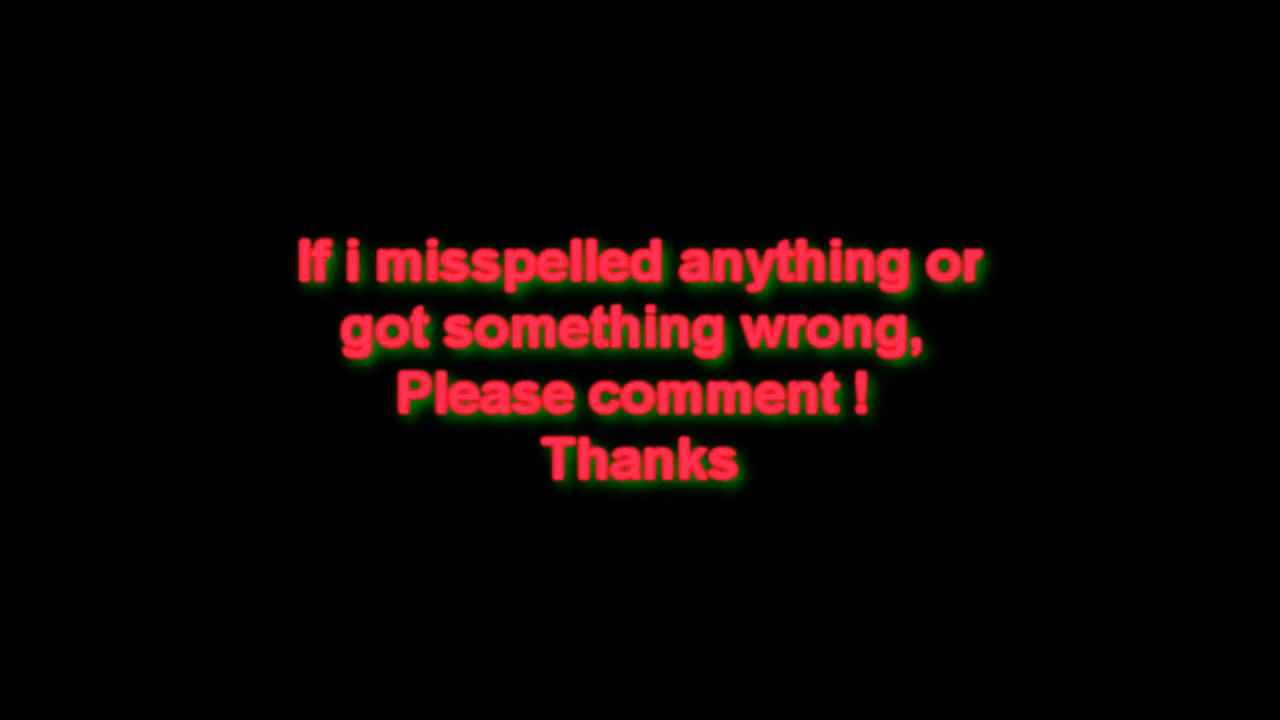 If i misspelled anything or
got something wrong,
Please comment !
Thanks